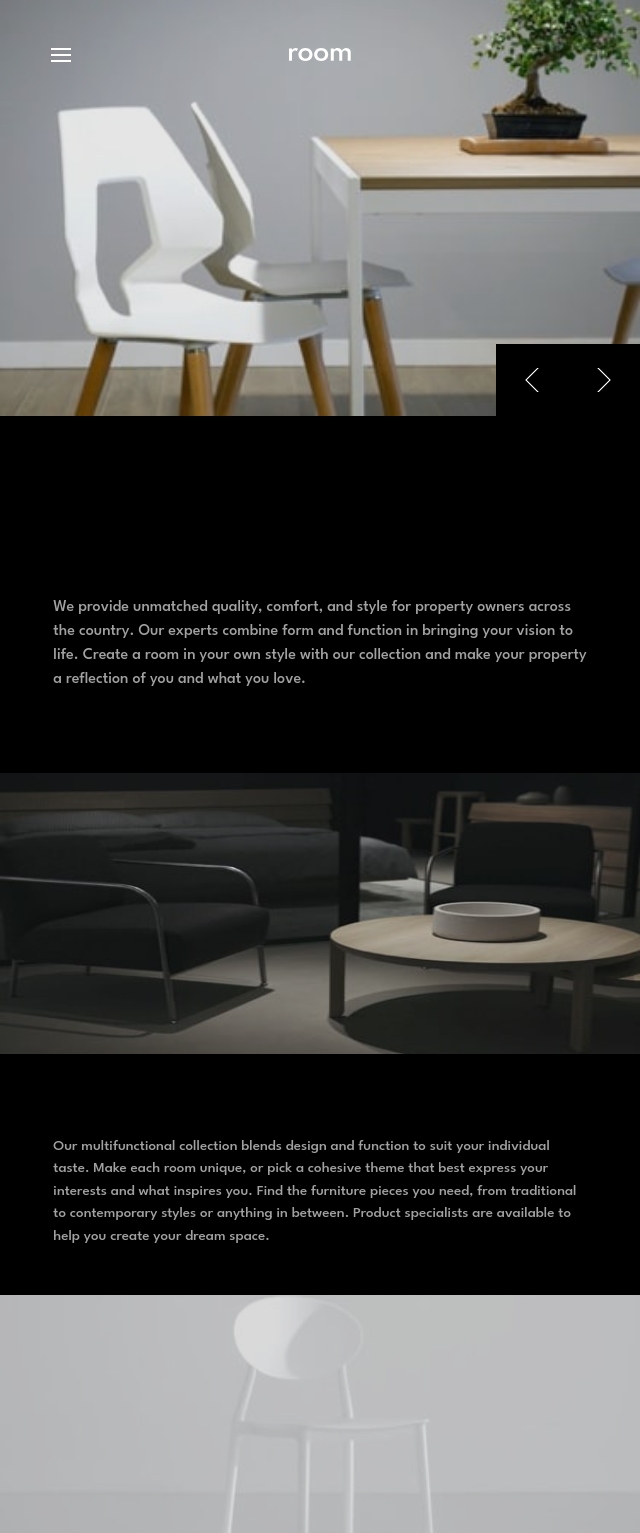 room
We provide unmatched quality, comfort, and style for property owners across
the country. Our experts combine form and function in bringing your vision to
life. Create a room in your own style with our collection and make your property
a reflection of you and what you love.
Our multifunctional collection blends design and function to suit your individual
taste. Make each room unique, or pick a cohesive theme that best express your
interests and what inspires you. Find the furniture pieces you need, from traditional
to contemporary styles or anything in between. Product specialists are available to
help you create your dream space.